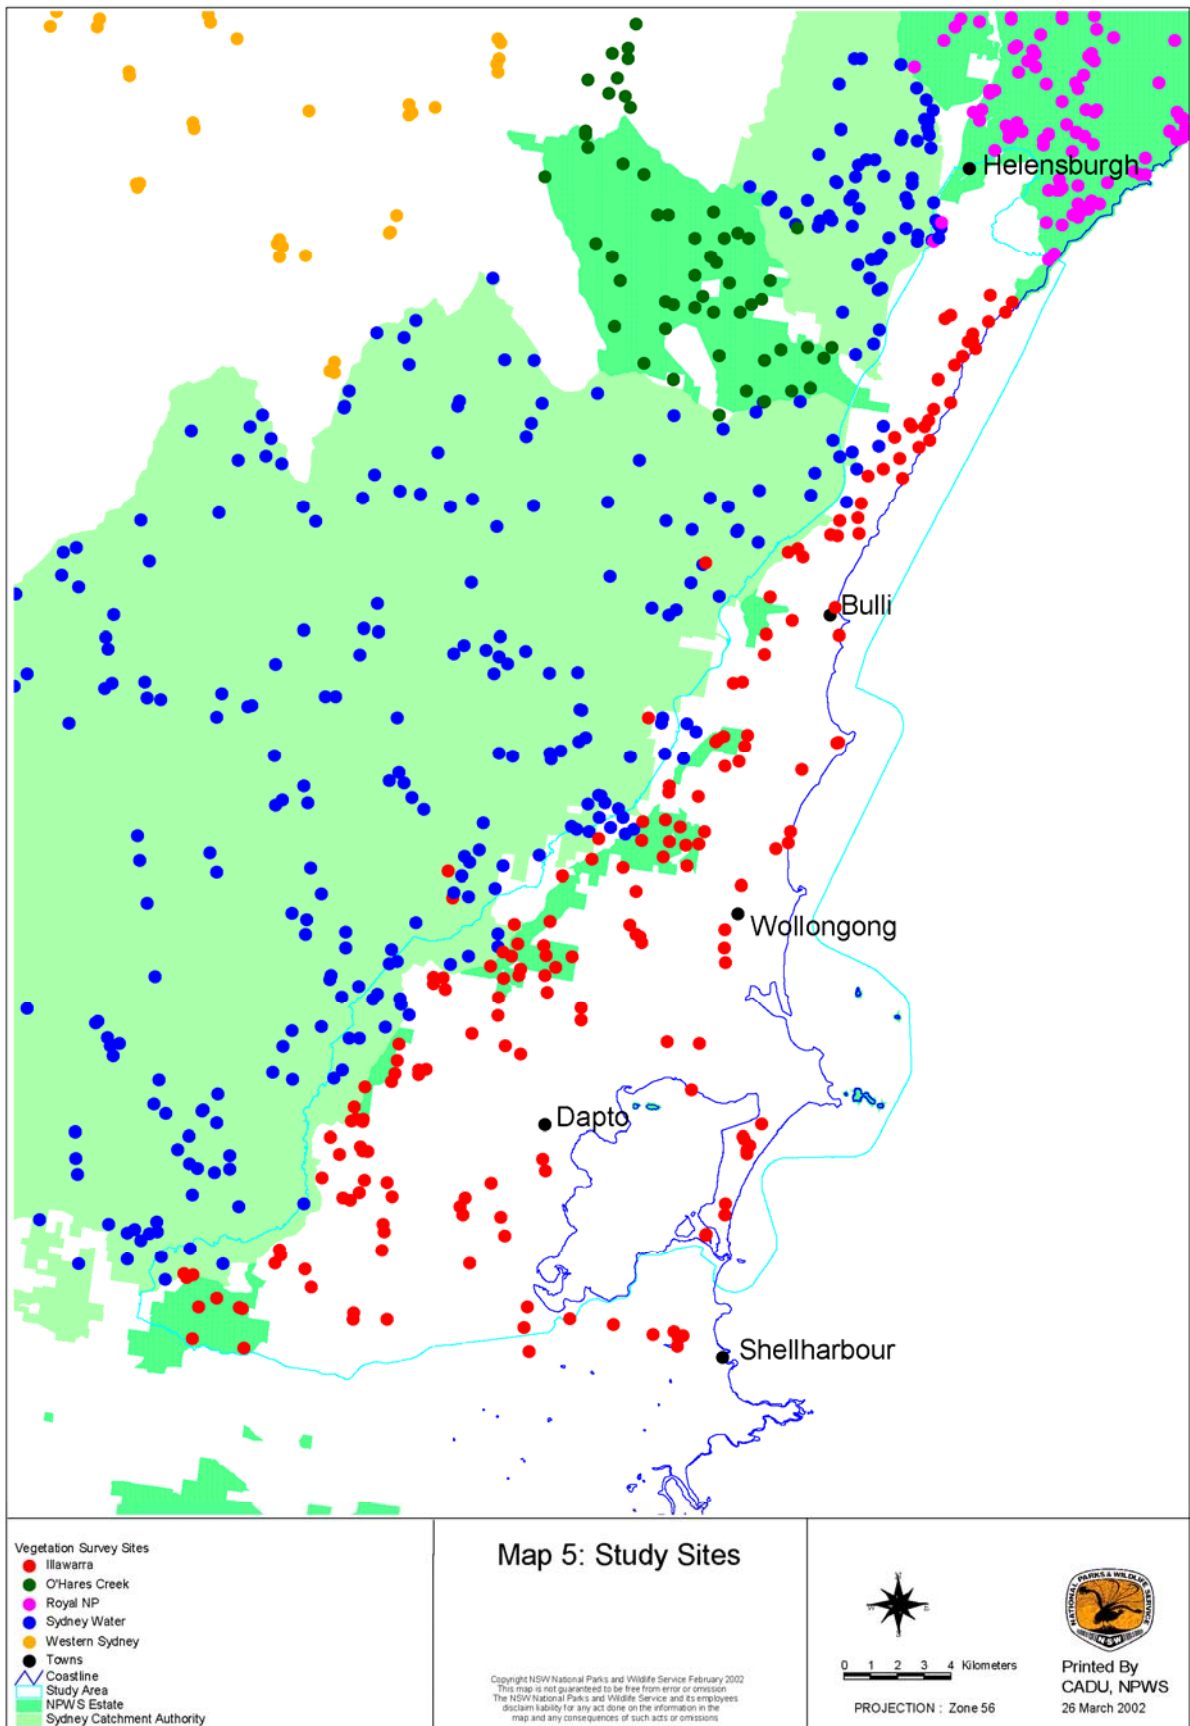 Helensburgh
Bulli
Wollongong
Dapto
Shellharbour
Vegetation Survey Sites
Illawarra
O'Hares Creek
Royal NP
Sydney Water
Western Sydney
Towns
Coastline
Study Area
NPWS Estate
Sydney Catchment Authority
Map 5: Study Sites
Copyright NSW National Parks and Wildlife Service February 2002
This map is not guaranteed to be free from error or omission
The NSW National Parks and Wildlife Service and its employees
disclaim liability for any act done on the information in the
map and any consequences of such acts or omissions
N
W E
S
0 1 2 3 4 Kilometers
PROJECTION : Zone 56
NATIONAL PARKS & WILDLIFE SERVICE
N·S·W
Printed By
CADU, NPWS
26 March 2002